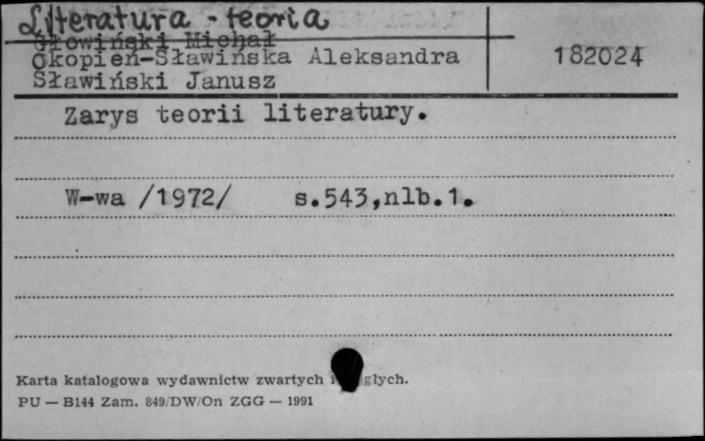 Literatura - teoria
Głowiński Michał
Okopień-Sławińska Aleksandra
182024
Sławiński Janusz
Zarys teorii literatury.
W-wa /1972/ s.543,nlb.1.
Karta katalogowa wydawnictw zwartych
PU — B144 Zam. 849/DW/On ZGG — 1991